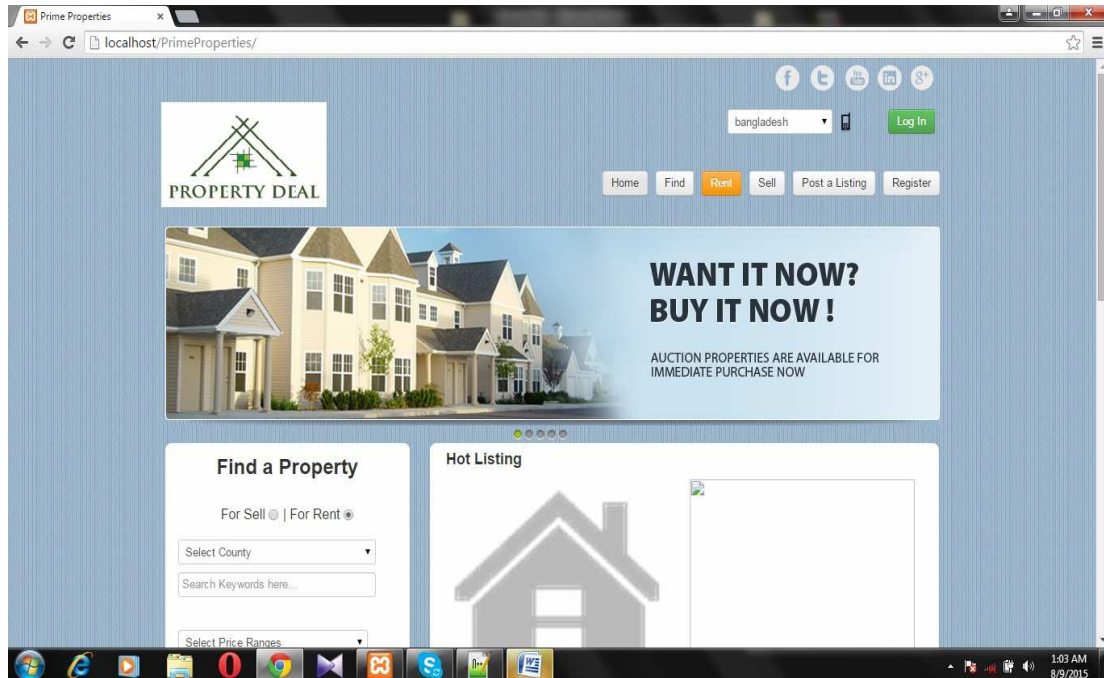 Prime Properties
localhost/PrimeProperties/
bangladesh
Log In
PROPERTY DEAL
Home Find Rent Sell Post a Listing Register
WANT IT NOW?
BUY IT NOW !
AUCTION PROPERTIES ARE AVAILABLE FOR
IMMEDIATE PURCHASE NOW
Find a Property
For Sell | For Rent
Select County
Search Keywords here...
Select Price Ranges
Hot Listing
1:03 AM
8/9/2015